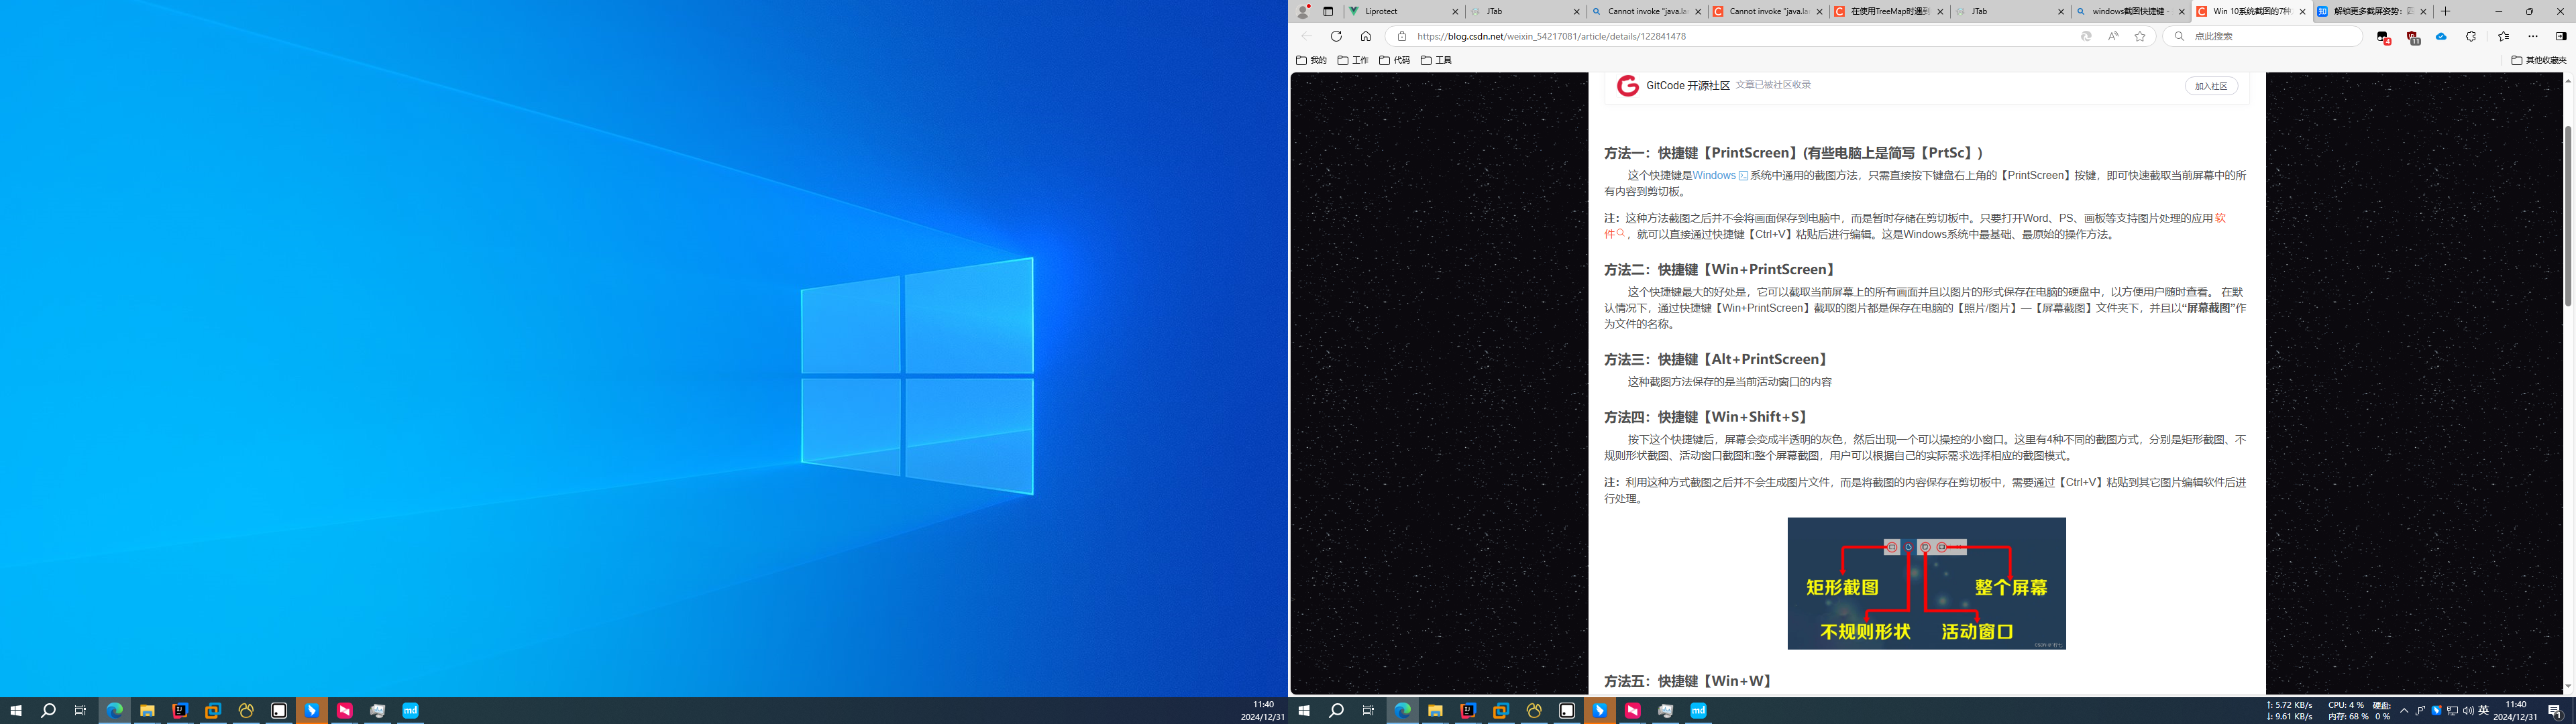 Liprotect
JTab
Cannot invoke "java.la
Cannot invoke "java.la
在使用TreeMap时遇到
JTab
windows截图快捷键 -
Win 10系统截图的7种
解锁更多截屏姿势：
https://blog.csdn.net/weixin_54217081/article/details/122841478
点此搜索
4
11
我的
工作
代码
工具
其他收藏夹
GitCode 开源社区 文章已被社区收录
加入社区
方法一：快捷键【PrintScreen】(有些电脑上是简写【PrtSc】)
这个快捷键是Windows系统中通用的截图方法，只需直接按下键盘右上角的【PrintScreen】按键，即可快速截取当前屏幕中的所
有内容到剪切板。
注：这种方法截图之后并不会将画面保存到电脑中，而是暂时存储在剪切板中。只要打开Word、PS、画板等支持图片处理的应用 软
件，就可以直接通过快捷键【Ctrl+V】粘贴后进行编辑。这是Windows系统中最基础、最原始的操作方法。
方法二：快捷键【Win+PrintScreen】
这个快捷键最大的好处是，它可以截取当前屏幕上的所有画面并且以图片的形式保存在电脑的硬盘中，以方便用户随时查看。 在默
认情况下，通过快捷键【Win+PrintScreen】截取的图片都是保存在电脑的【照片/图片】—【屏幕截图】文件夹下，并且以“屏幕截图”作
为文件的名称。
方法三：快捷键【Alt+PrintScreen】
这种截图方法保存的是当前活动窗口的内容
方法四：快捷键【Win+Shift+S】
按下这个快捷键后，屏幕会变成半透明的灰色，然后出现一个可以操控的小窗口。这里有4种不同的截图方式，分别是矩形截图、不
规则形状截图、活动窗口截图和整个屏幕截图，用户可以根据自己的实际需求选择相应的截图模式。
注：利用这种方式截图之后并不会生成图片文件，而是将截图的内容保存在剪切板中，需要通过【Ctrl+V】粘贴到其它图片编辑软件后进
行处理。
矩形截图
整个屏幕
不规则形状
活动窗口
方法五：快捷键【Win+W】
11:40
2024/12/31
↑: 5.72 KB/s
↓: 9.61 KB/s
CPU: 4 %
内存: 68 %
硬盘:
0 %
英
11:40
2024/12/31